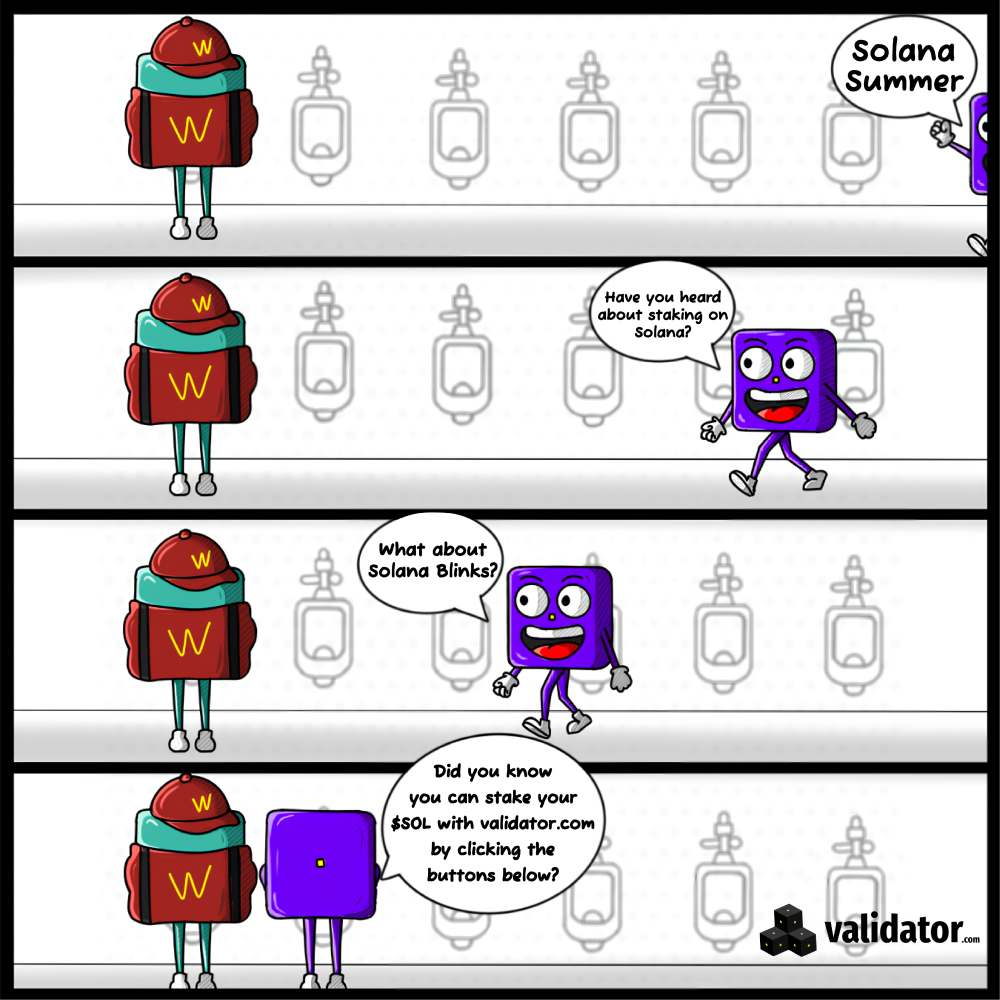 W
W
Solana
Summer
W
W
Have you heard
about staking on
Solana?
W
W
What about
Solana Blinks?
W
W
Did you know
you can stake your
$SOL with validator.com
by clicking the
buttons below?
validator.com